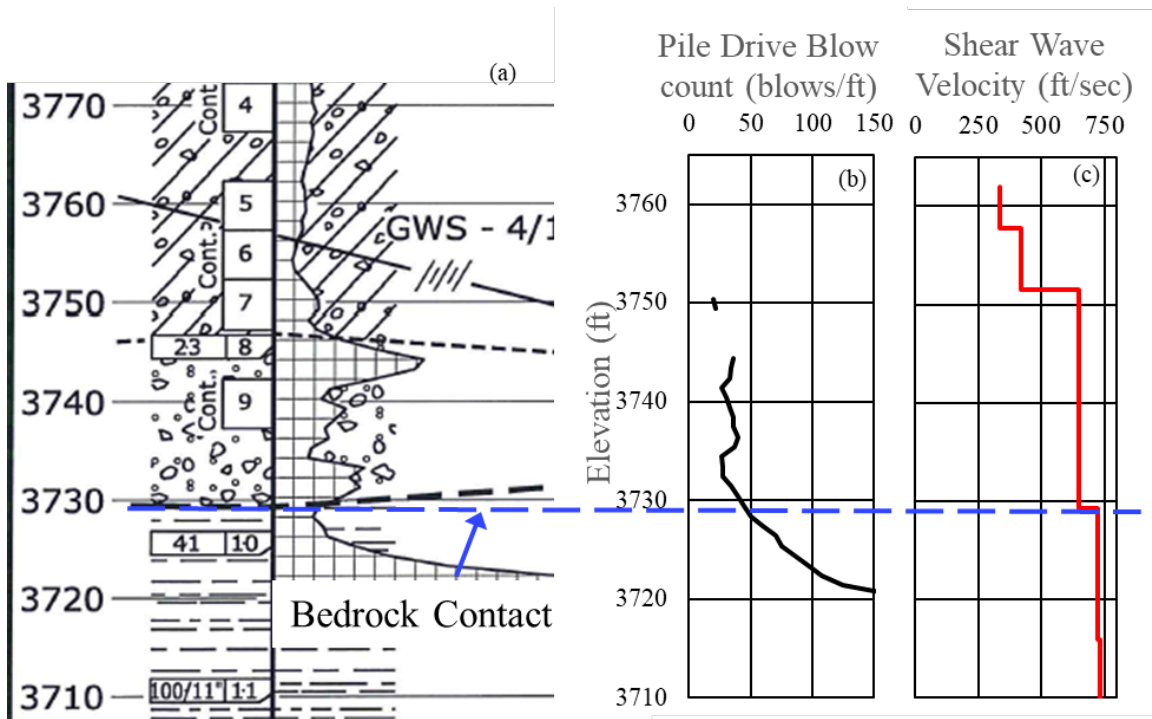 (a)
3770
3760
3750
3740
3730
3720
3710
Cont
4
5
Cont.
6
7
23 8
Cont.
9
41 10
100/11" 11
GWS - 4/1
Bedrock Contact
Pile Drive Blow
count (blows/ft)
0 50 100 150
Elevation (ft)
3760
3750
3740
3730
3720
3710
(b)
Shear Wave
Velocity (ft/sec)
0 250 500 750
(c)